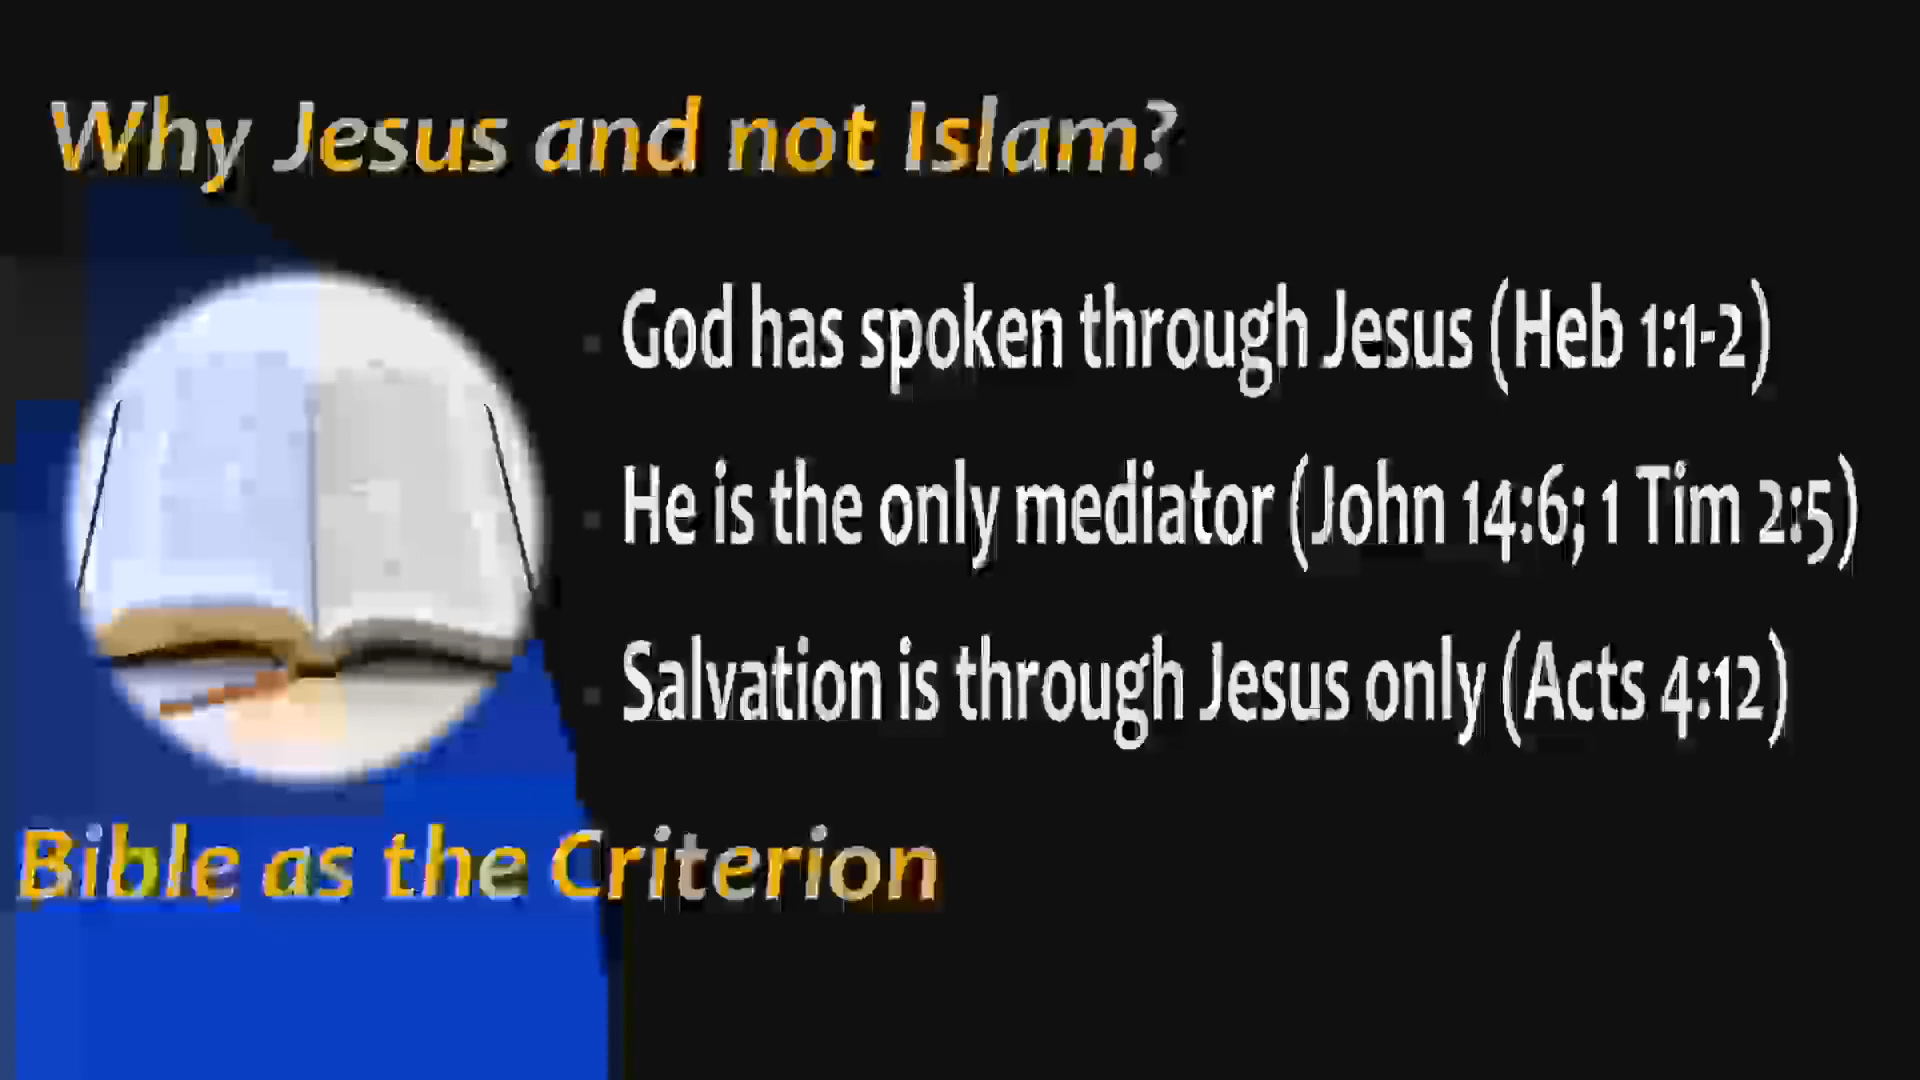 Why Jesus and not Islam?
God has spoken through Jesus (Heb 1:1-2)
He is the only mediator (John 14:6; 1 Tim 2:5)
Salvation is through Jesus only (Acts 4:12)
Bible as the Criterion